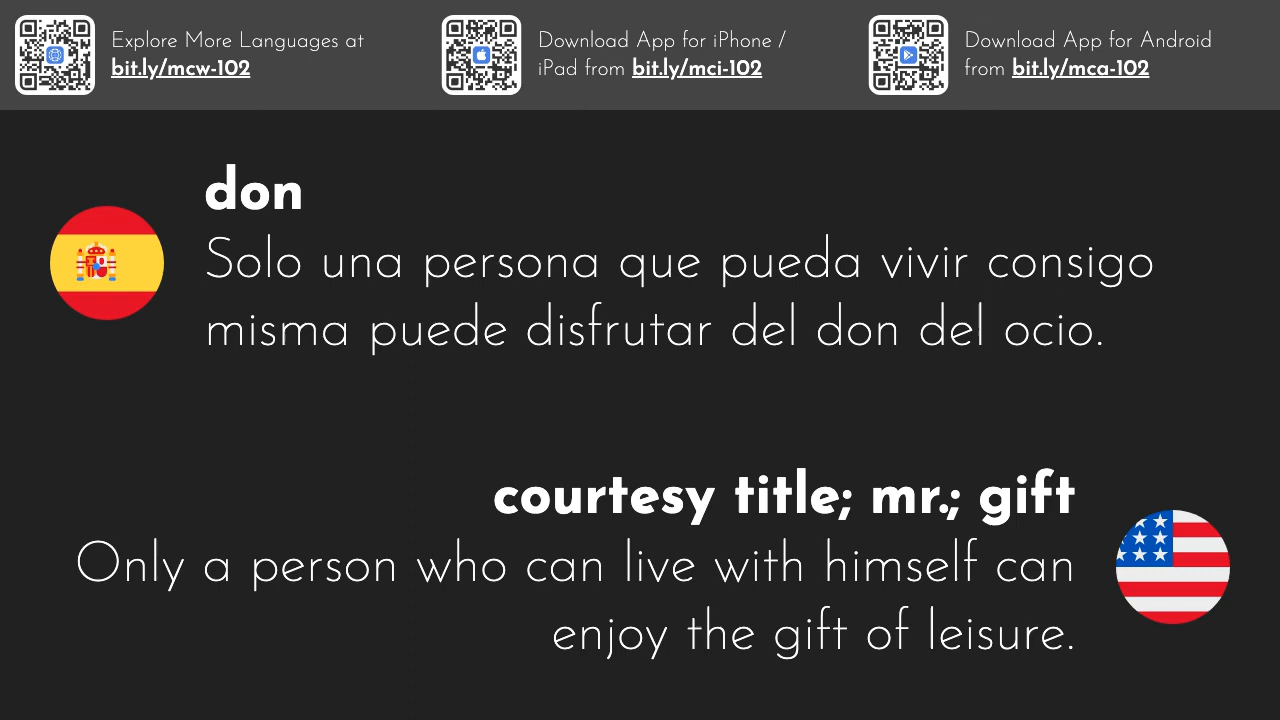 Explore More Languages at
bit.ly/mcw-102
Download App for iPhone /
iPad from bit.ly/mci-102
Download App for Android
from bit.ly/mca-102
don
Solo una persona que pueda vivir consigo
misma puede disfrutar del don del ocio.
courtesy title; mr.; gift
Only a person who can live with himself can
enjoy the gift of leisure.